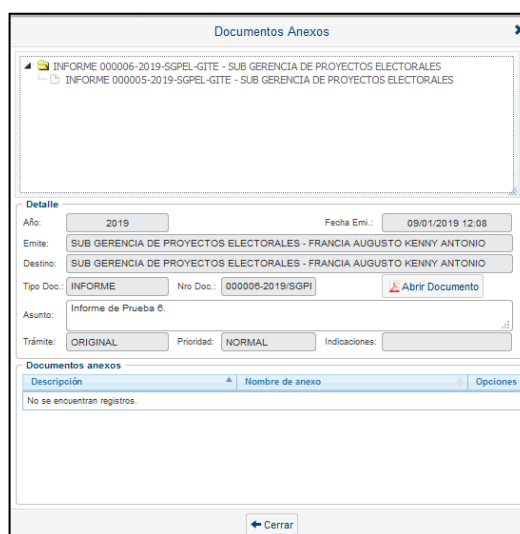 Documentos Anexos
INFORME 000006-2019-SGPEL-GITE - SUB GERENCIA DE PROYECTOS ELECTORALES
INFORME 000005-2019-SGPEL-GITE - SUB GERENCIA DE PROYECTOS ELECTORALES
Detalle
Año: 2019 Fecha Emi.: 09/01/2019 12:08
Emite: SUB GERENCIA DE PROYECTOS ELECTORALES - FRANCIA AUGUSTO KENNY ANTONIO
Destino: SUB GERENCIA DE PROYECTOS ELECTORALES - FRANCIA AUGUSTO KENNY ANTONIO
Tipo Doc.: INFORME Nro Doc.: 000006-2019/SGPI Abrir Documento
Asunto: Informe de Prueba 6.
Trámite: ORIGINAL Prioridad: NORMAL Indicaciones:
Documentos anexos
Descripción Nombre de anexo Opciones
No se encuentran registros.
Cerrar